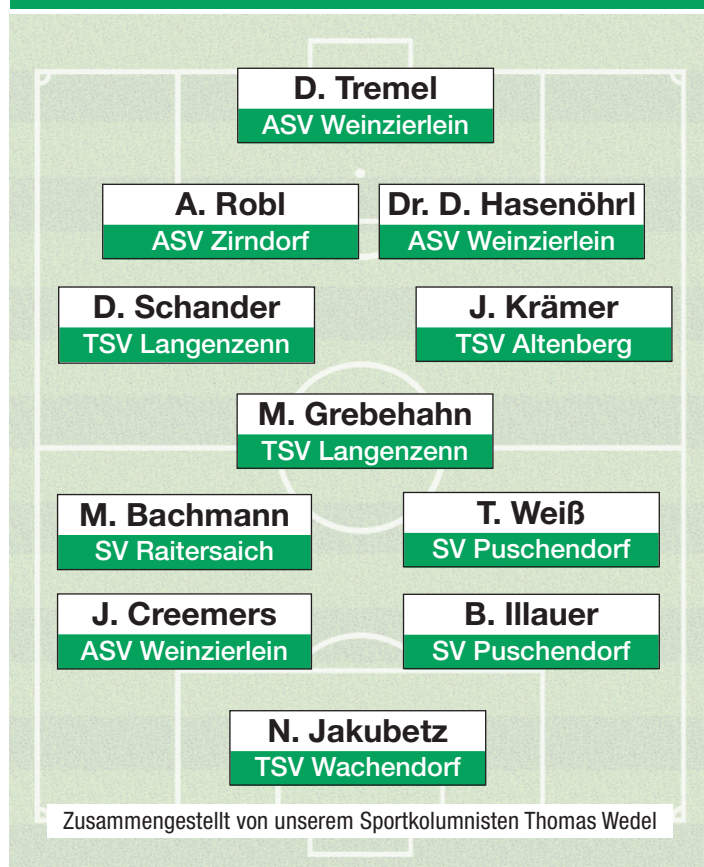 D. Tremel
ASV Weinzierlein
A. Robl
ASV Zirndorf
Dr. D. Hasenöhrl
ASV Weinzierlein
D. Schander
TSV Langenzenn
J. Krämer
TSV Altenberg
M. Grebehahn
TSV Langenzenn
M. Bachmann
SV Raitersaich
T. Weiß
SV Puschendorf
J. Creemers
ASV Weinzierlein
B. Illauer
SV Puschendorf
N. Jakubetz
TSV Wachendorf
Zusammengestellt von unserem Sportkolumnisten Thomas Wedel